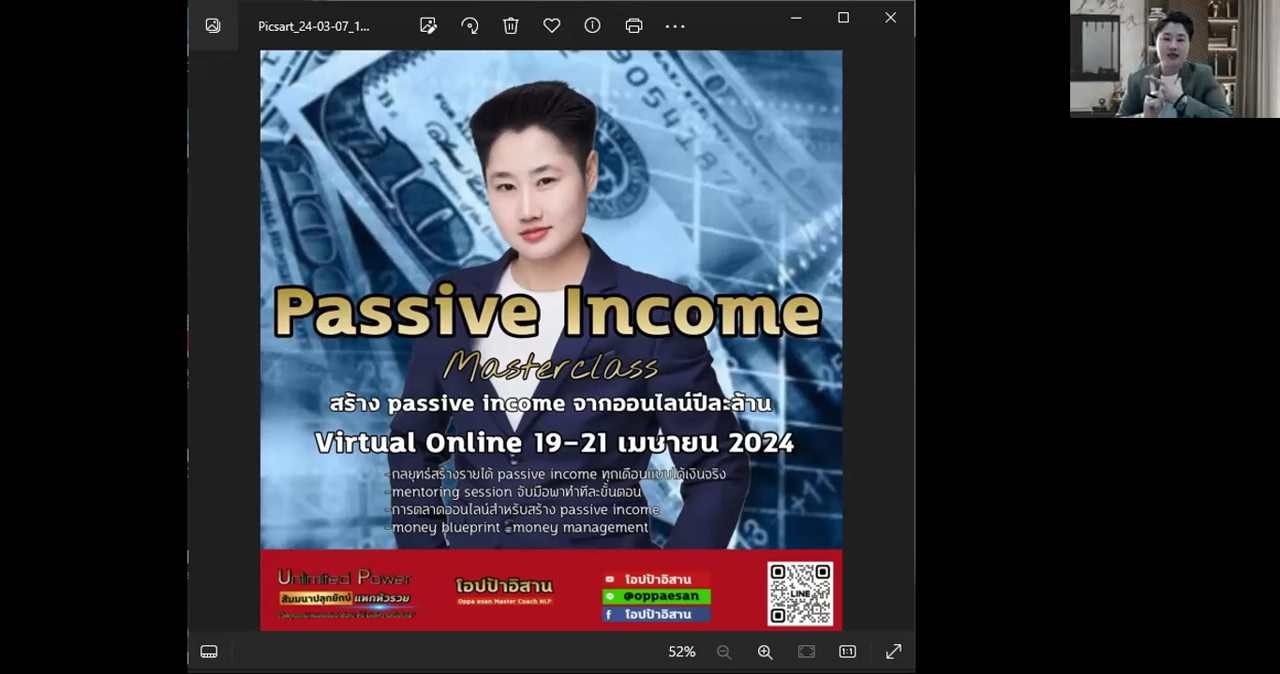 Picsart_24-03-07_1...
Passive Income
Masterclass
สร้าง passive income จากออนไลน์ปีละล้าน
Virtual Online 19-21 เมษายน 2024
-กลยุทธ์สร้างรายได้ passive income ทุกเดือนแบบได้เงินจริง
-mentoring session จับมือพาทำทีละขั้นตอน
-การตลาดออนไลน์สำหรับสร้าง passive income
-money blueprint -money management
Unlimited Power
สัมมนาปลุกยักษ์ แหกหัวรวย
โอปป้าอิสาน
Oppa esan Master Coach NLP
โอปป้าอิสาน
@oppaesan
โอปป้าอิสาน
LINE
52%
1:1